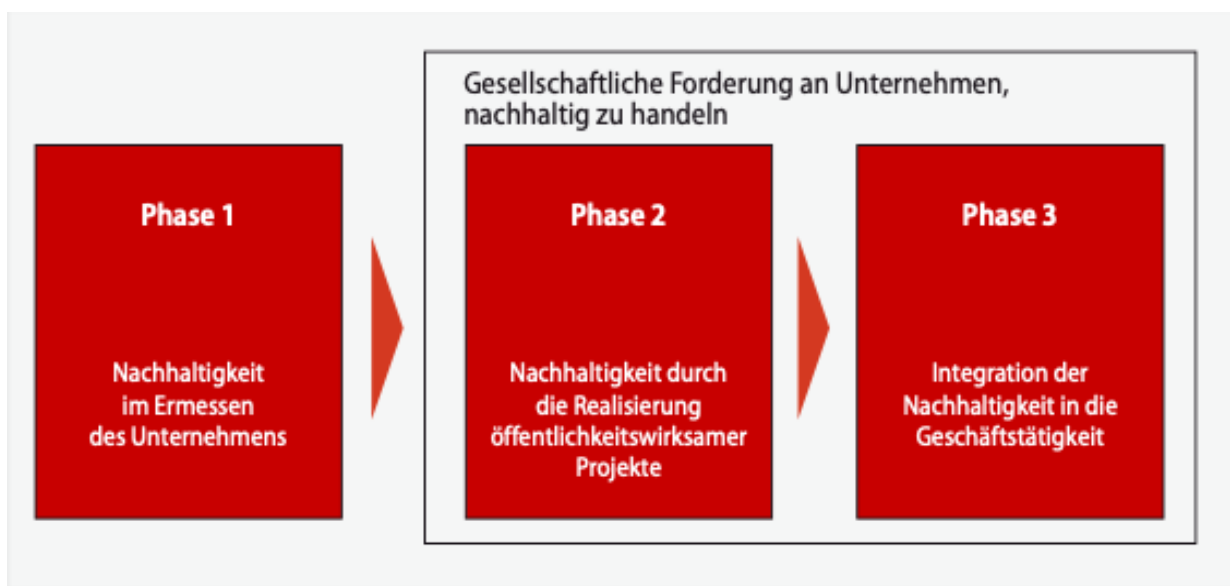 Gesellschaftliche Forderung an Unternehmen,
nachhaltig zu handeln
Phase 1
Nachhaltigkeit
im Ermessen
des Unternehmens
Phase 2
Nachhaltigkeit durch
die Realisierung
öffentlichkeitswirksamer
Projekte
Phase 3
Integration der
Nachhaltigkeit in die
Geschäftstätigkeit